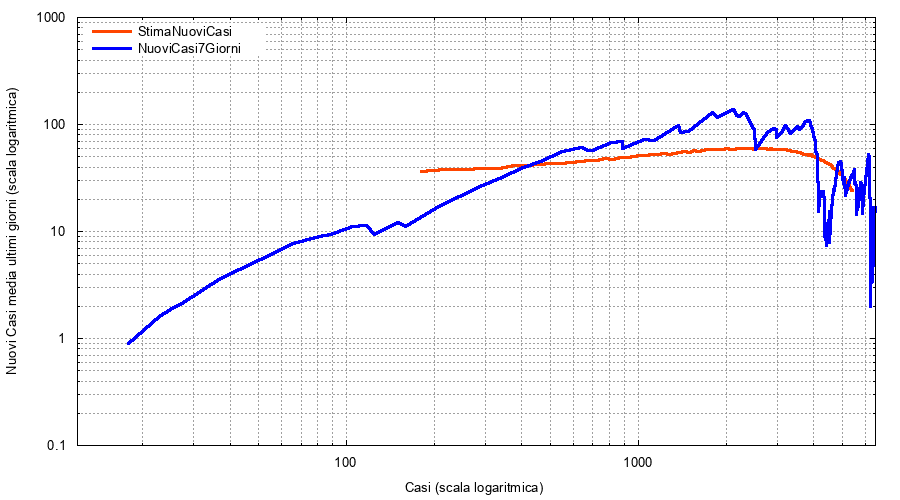 1000
StimaNuoviCasi
NuoviCasi7Giorni
100
10
1
0.1
Nuovi Casi media ultimi giorni (scala logaritmica)
100
1000
Casi (scala logaritmica)